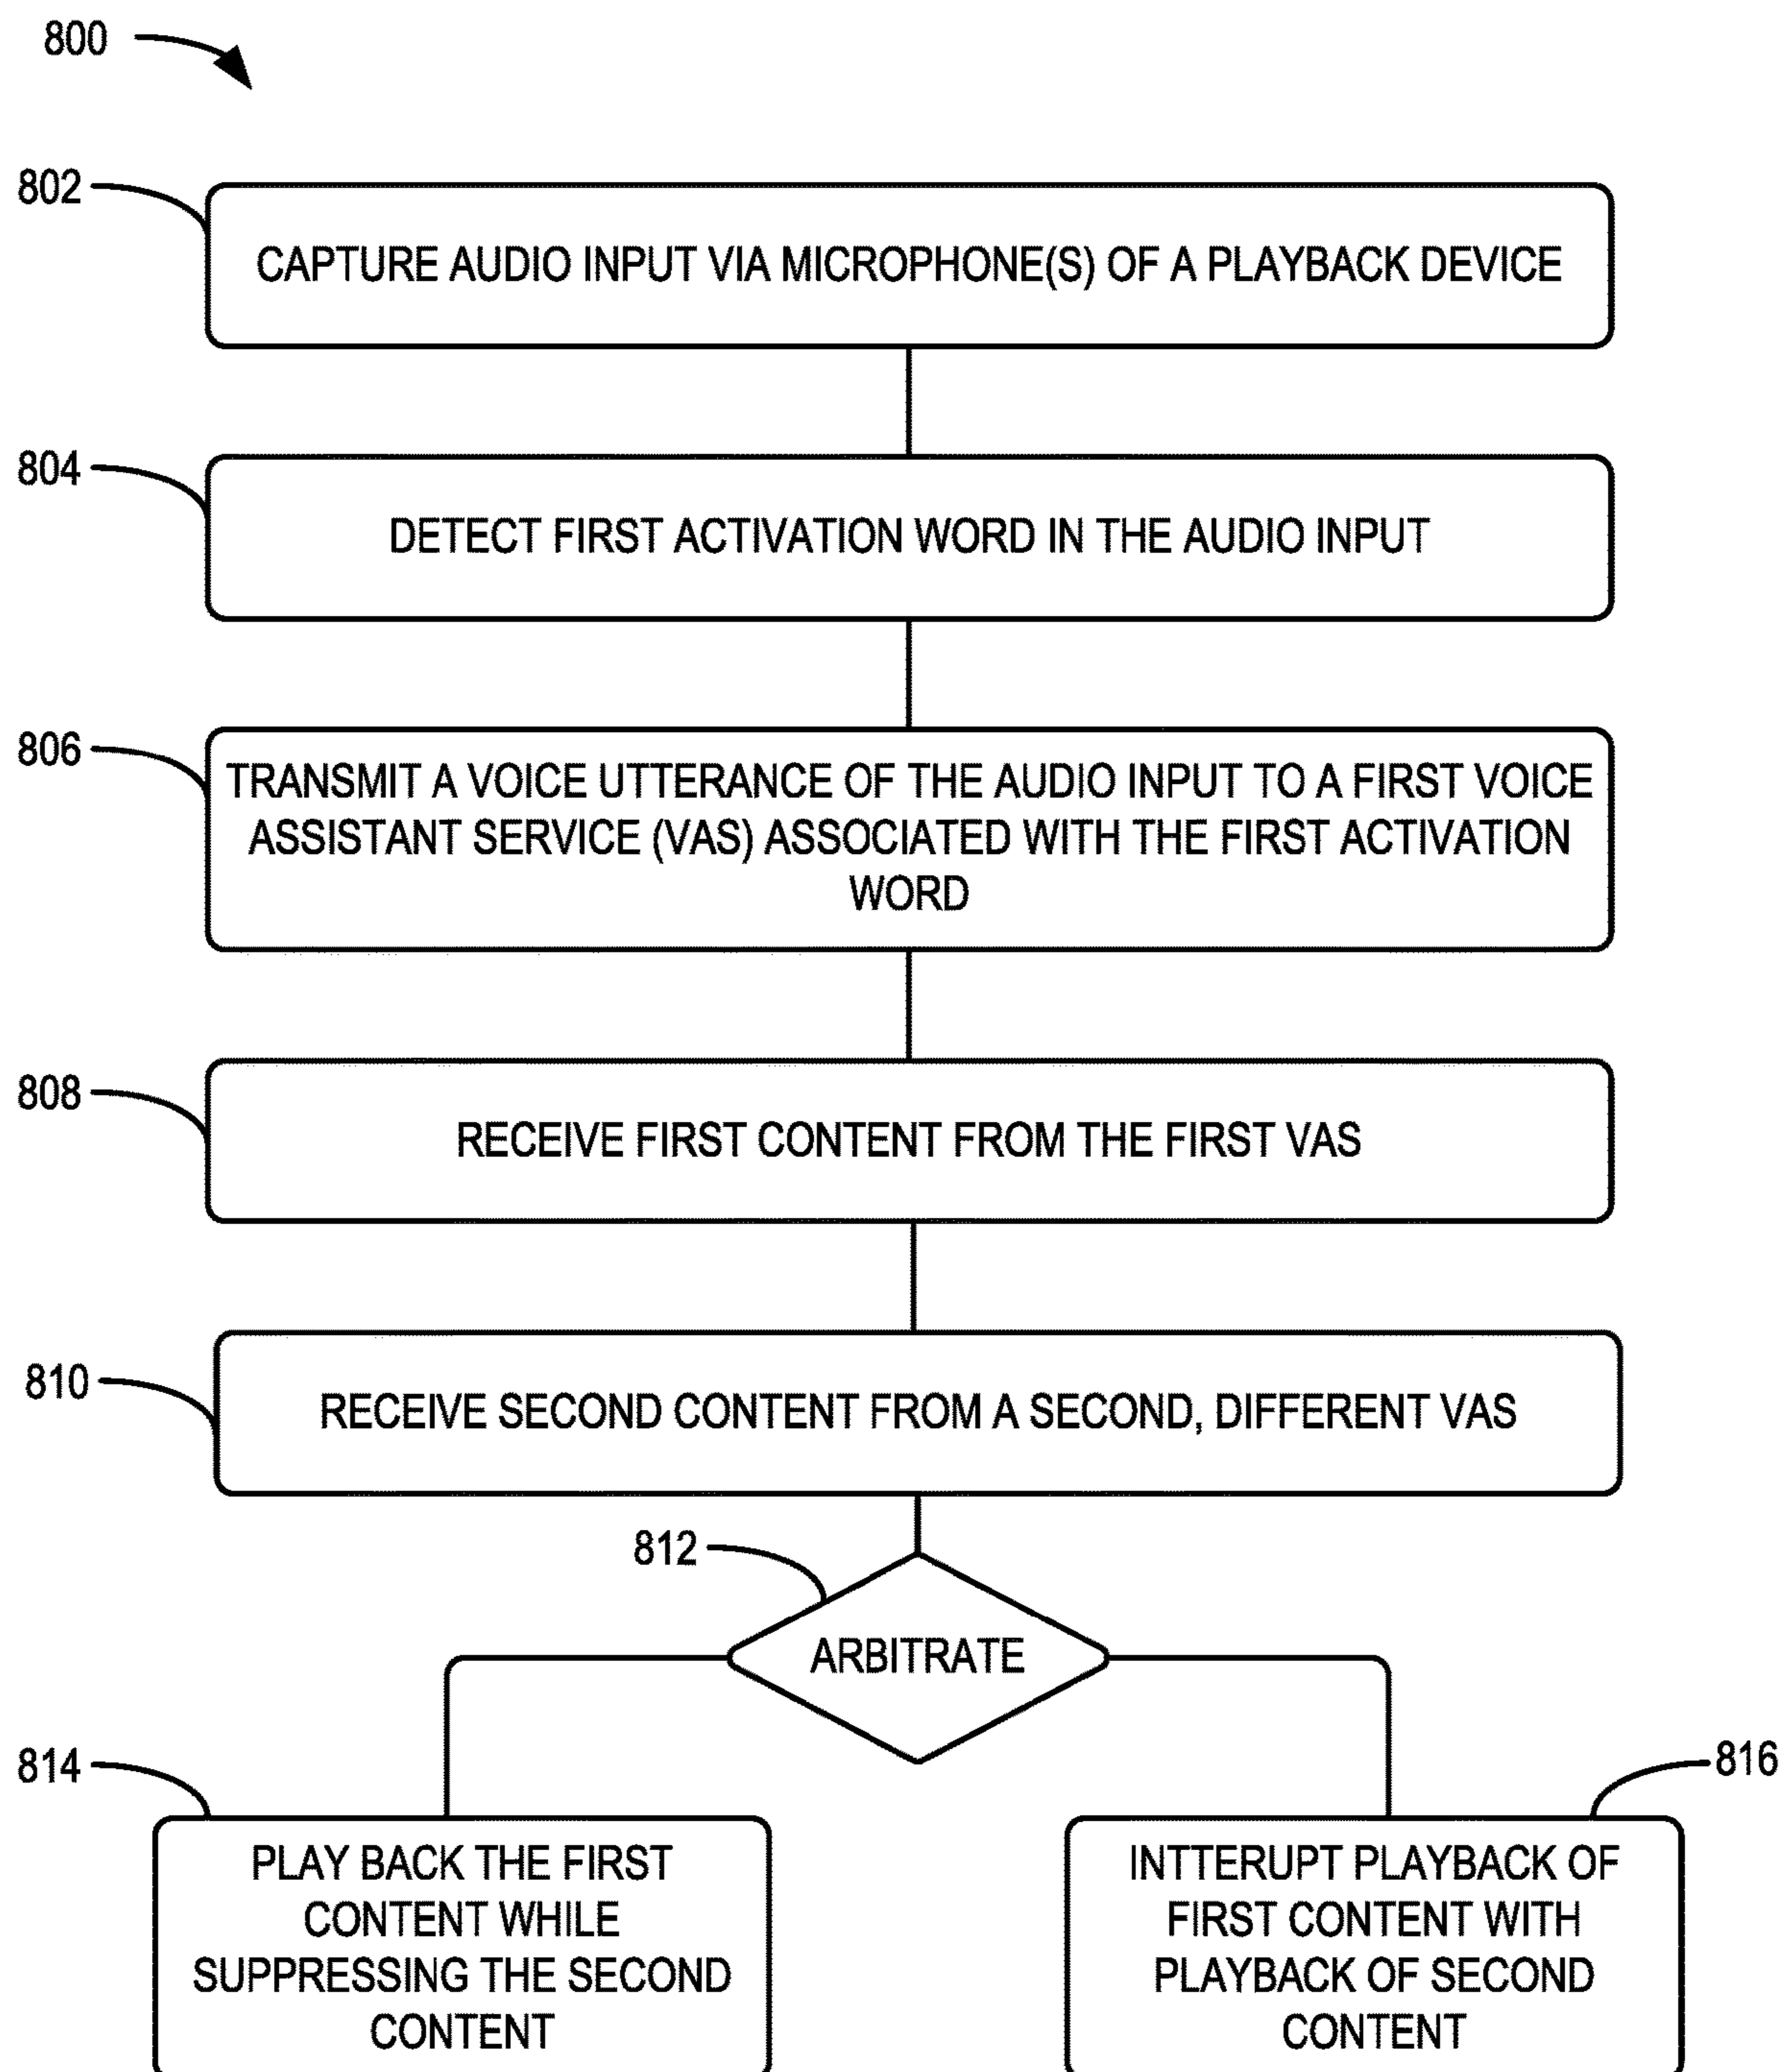 800
802
CAPTURE AUDIO INPUT VIA MICROPHONE(S) OF A PLAYBACK DEVICE
804
DETECT FIRST ACTIVATION WORD IN THE AUDIO INPUT
806
TRANSMIT A VOICE UTTERANCE OF THE AUDIO INPUT TO A FIRST VOICE
ASSISTANT SERVICE (VAS) ASSOCIATED WITH THE FIRST ACTIVATION
WORD
808
RECEIVE FIRST CONTENT FROM THE FIRST VAS
810
RECEIVE SECOND CONTENT FROM A SECOND, DIFFERENT VAS
812
ARBITRATE
814
PLAY BACK THE FIRST
CONTENT WHILE
SUPPRESSING THE SECOND
CONTENT
816
INTTERUPT PLAYBACK OF
FIRST CONTENT WITH
PLAYBACK OF SECOND
CONTENT